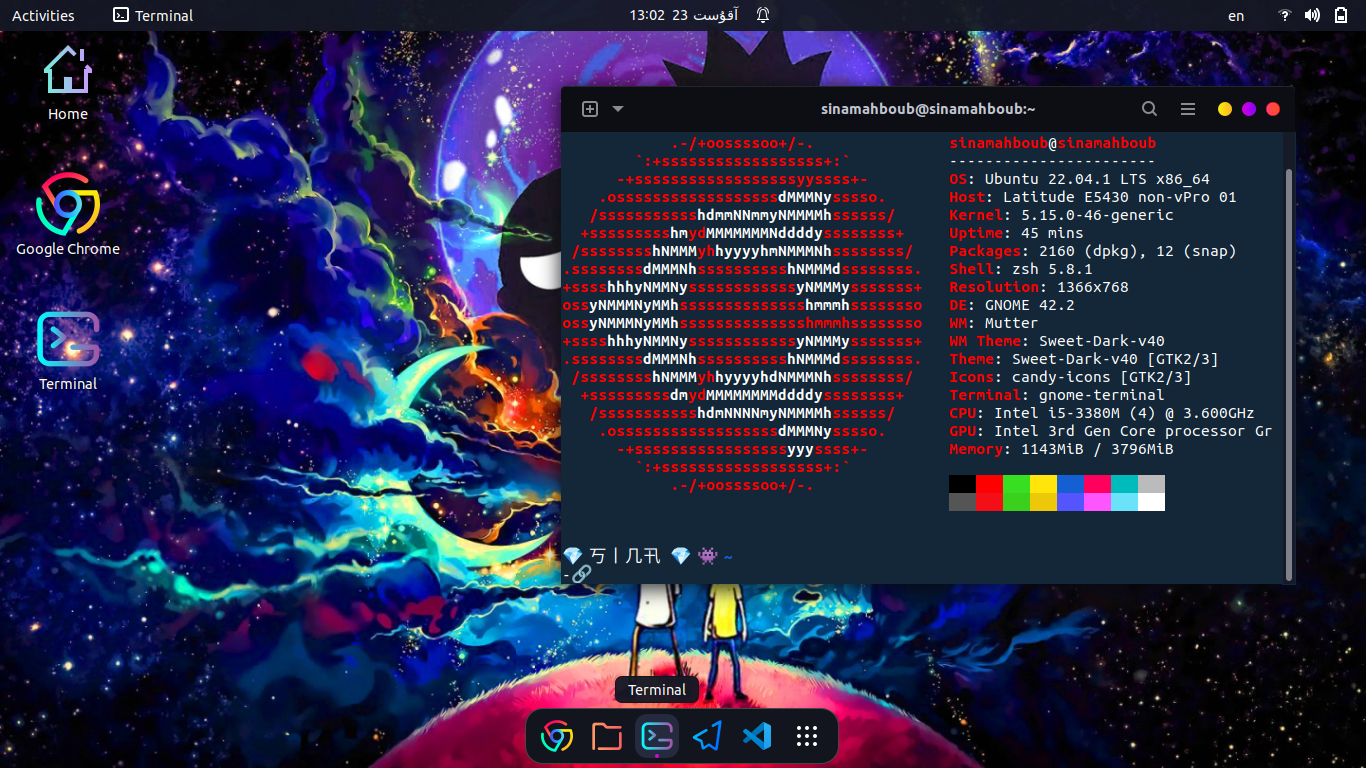 Activities
Terminal
آقۇست 23 13:02
en
Home
Google Chrome
Terminal
sinamahboub@sinamahboub:~
.-/+oossssoo+/-.
`:+ssssssssssssssssss+:`
-+ssssssssssssssssssyyssss+-
.ossssssssssssssssssdMMMNysssso.
/ssssssssssshdmmNNmmyNMMMMhssssss/
+ssssssssshmydMMMMMMMNddddyssssssss+
/sssssssshNMMMyhhyyyyhmNMMMNhssssssss/
.ssssssssdMMMNhsssssssssshNMMMdssssssss.
+sssshhhyNMMNyssssssssssssyNMMMysssssss+
ossyNMMMNyMMhsssssssssssssshmmmhssssssso
ossyNMMMNyMMhsssssssssssssshmmmhssssssso
+sssshhhyNMMNyssssssssssssyNMMMysssssss+
.ssssssssdMMMNhsssssssssshNMMMdssssssss.
/sssssssshNMMMyhhyyyyhdNMMMNhssssssss/
+sssssssssdmydMMMMMMMMddddyssssssss+
/ssssssssssshdmNNNNmyNMMMMhssssss/
.ossssssssssssssssssdMMMNysssso.
-+sssssssssssssssssyyyssss+-
`:+ssssssssssssssssss+:`
.-/+oossssoo+/-.
sinamahboub@sinamahboub
-----------------------
OS: Ubuntu 22.04.1 LTS x86_64
Host: Latitude E5430 non-vPro 01
Kernel: 5.15.0-46-generic
Uptime: 45 mins
Packages: 2160 (dpkg), 12 (snap)
Shell: zsh 5.8.1
Resolution: 1366x768
DE: GNOME 42.2
WM: Mutter
WM Theme: Sweet-Dark-v40
Theme: Sweet-Dark-v40 [GTK2/3]
Icons: candy-icons [GTK2/3]
Terminal: gnome-terminal
CPU: Intel i5-3380M (4) @ 3.600GHz
GPU: Intel 3rd Gen Core processor Gr
Memory: 1143MiB / 3796MiB
💎 丂丨几卂 💎 👾 ~
-🔗
Terminal